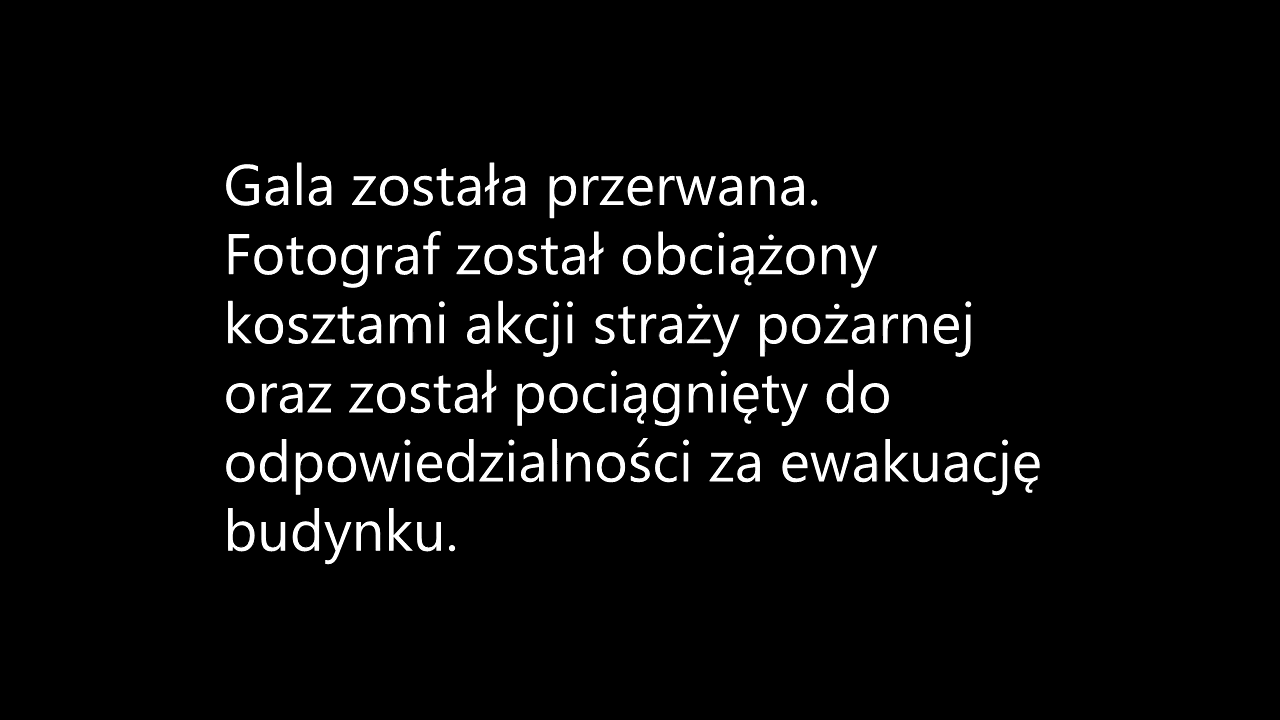 Gala została przerwana.
Fotograf został obciążony
kosztami akcji straży pożarnej
oraz został pociągnięty do
odpowiedzialności za ewakuację
budynku.